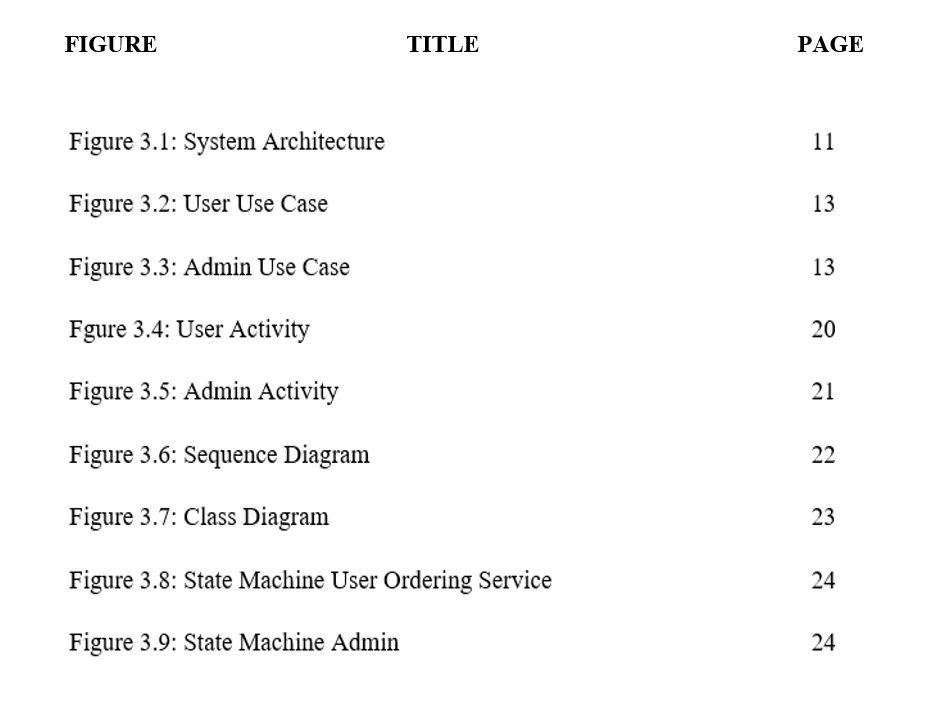 FIGURE TITLE PAGE
Figure 3.1: System Architecture 11
Figure 3.2: User Use Case 13
Figure 3.3: Admin Use Case 13
Fgure 3.4: User Activity 20
Figure 3.5: Admin Activity 21
Figure 3.6: Sequence Diagram 22
Figure 3.7: Class Diagram 23
Figure 3.8: State Machine User Ordering Service 24
Figure 3.9: State Machine Admin 24